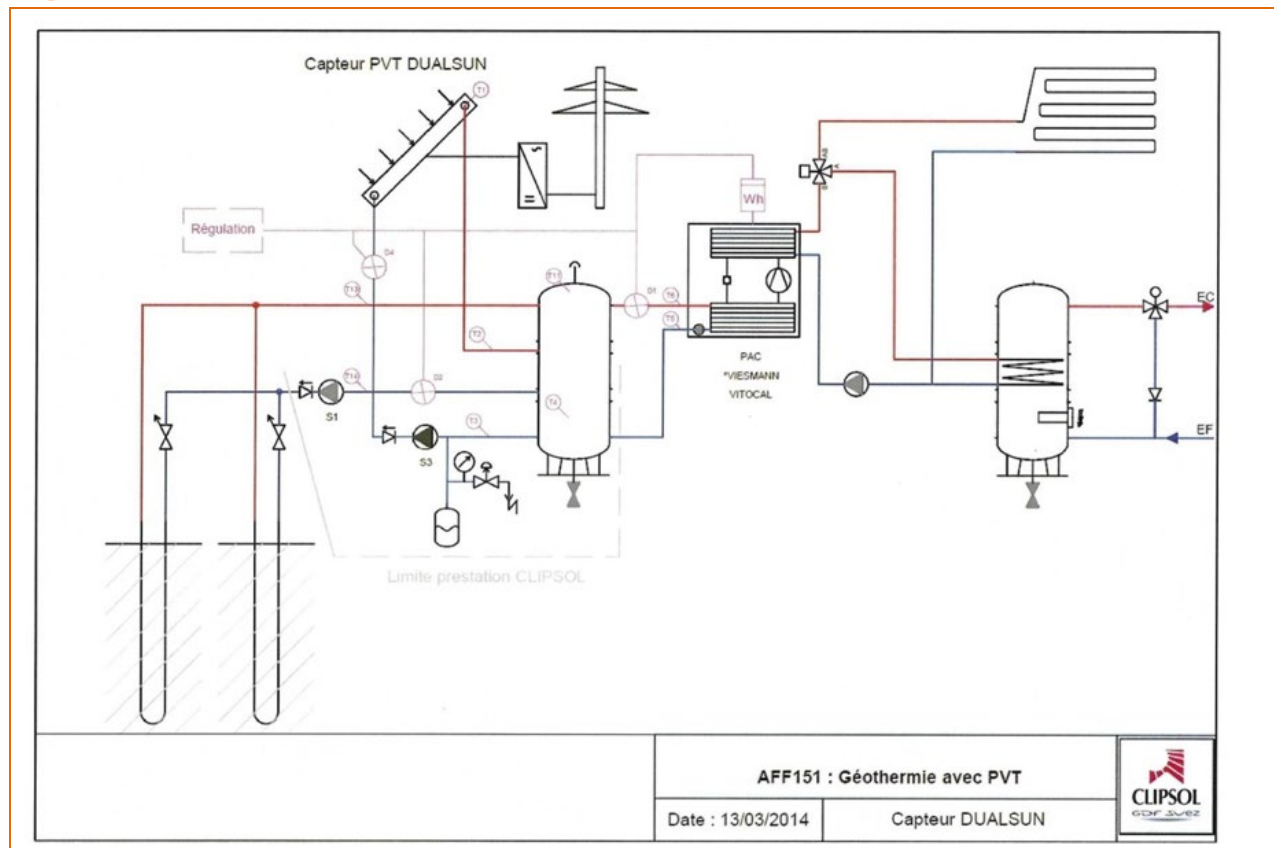 Capteur PVT DUALSUN
T1
Régulation
Wh
AB
A
B
D4
T13
T11
D1
T6
T5
T2
EC
PAC
"VIESMANN
VITOCAL
T14
D2
S1
T4
T3
S3
EF
Limite prestation CLIPSOL
AFF151 : Géothermie avec PVT
Date : 13/03/2014
Capteur DUALSUN
CLIPSOL
GDF SUEZ